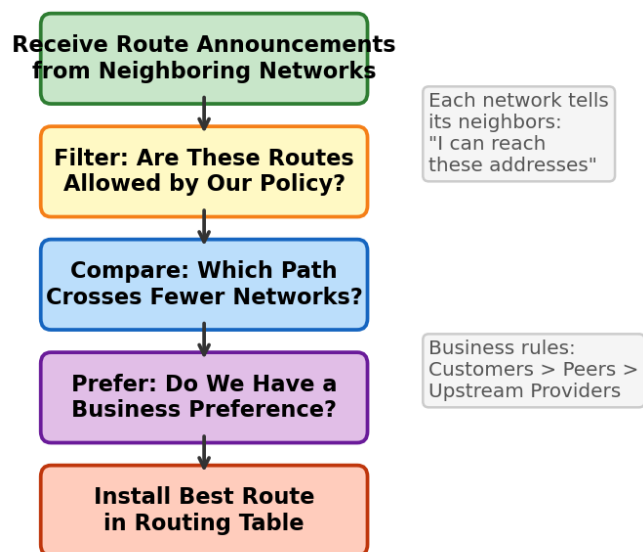 Receive Route Announcements
from Neighboring Networks
Each network tells
its neighbors:
"I can reach
these addresses"
Filter: Are These Routes
Allowed by Our Policy?
Compare: Which Path
Crosses Fewer Networks?
Business rules:
Customers > Peers >
Upstream Providers
Prefer: Do We Have a
Business Preference?
Install Best Route
in Routing Table